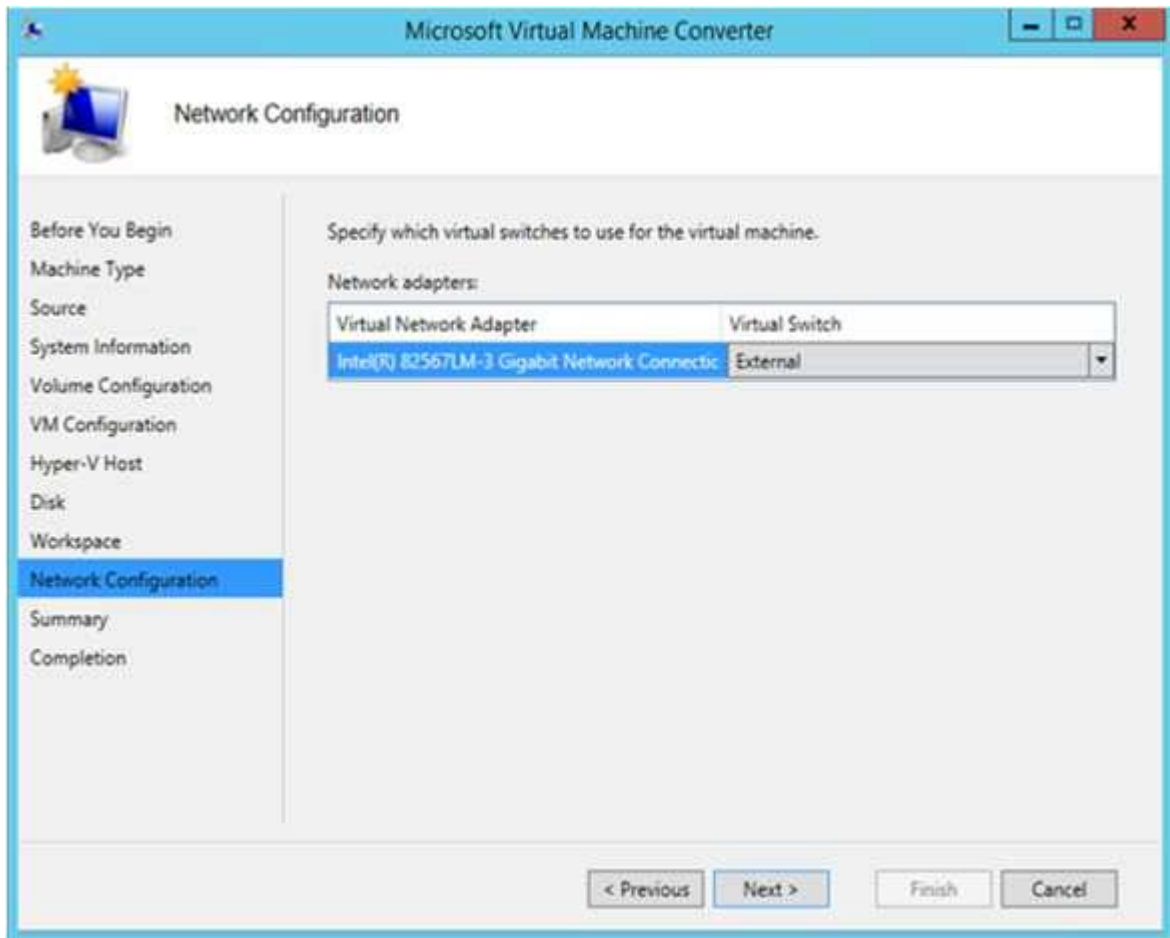 Microsoft Virtual Machine Converter
Network Configuration
Before You Begin
Machine Type
Source
System Information
Volume Configuration
VM Configuration
Hyper-V Host
Disk
Workspace
Network Configuration
Summary
Completion
Specify which virtual switches to use for the virtual machine.
Network adapters:
Virtual Network Adapter Virtual Switch
Intel(R) 82567LM-3 Gigabit Network Connectic External
< Previous Next > Finish Cancel